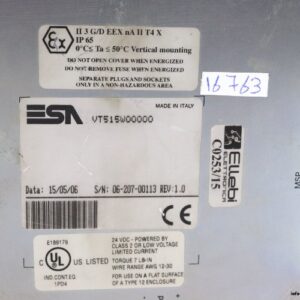 II 3 G/D EEX nA II T4 X
IP 65
0°C≤ Ta ≤ 50°C Vertical mounting
DO NOT OPEN COVER WHEN ENERGIZED
DO NOT REMOVE FUSE WHEN ENERGIZED
SEPARATE PLUGS AND SOCKETS
ONLY IN A NON-HAZARDOUS AREA
16763
ESA
MADE IN ITALY
VT515W00000
Ellebi
ELETTRONICA
C0253/15
Data: 15/05/06
S/N: 06-207-00113 REV:1.0
CE
E189179
UL
C US LISTED
IND.CONT.EQ.
1PD4
24 VDC - POWERED BY
CLASS 2 OR LOW VOLTAGE
LIMITED CURRENT
TORQUE 7 LB-IN
WIRE RANGE AWG 12-30
FOR USE ON A FLAT SURFACE
OF A TYPE 12 ENCLOSURE
MSP